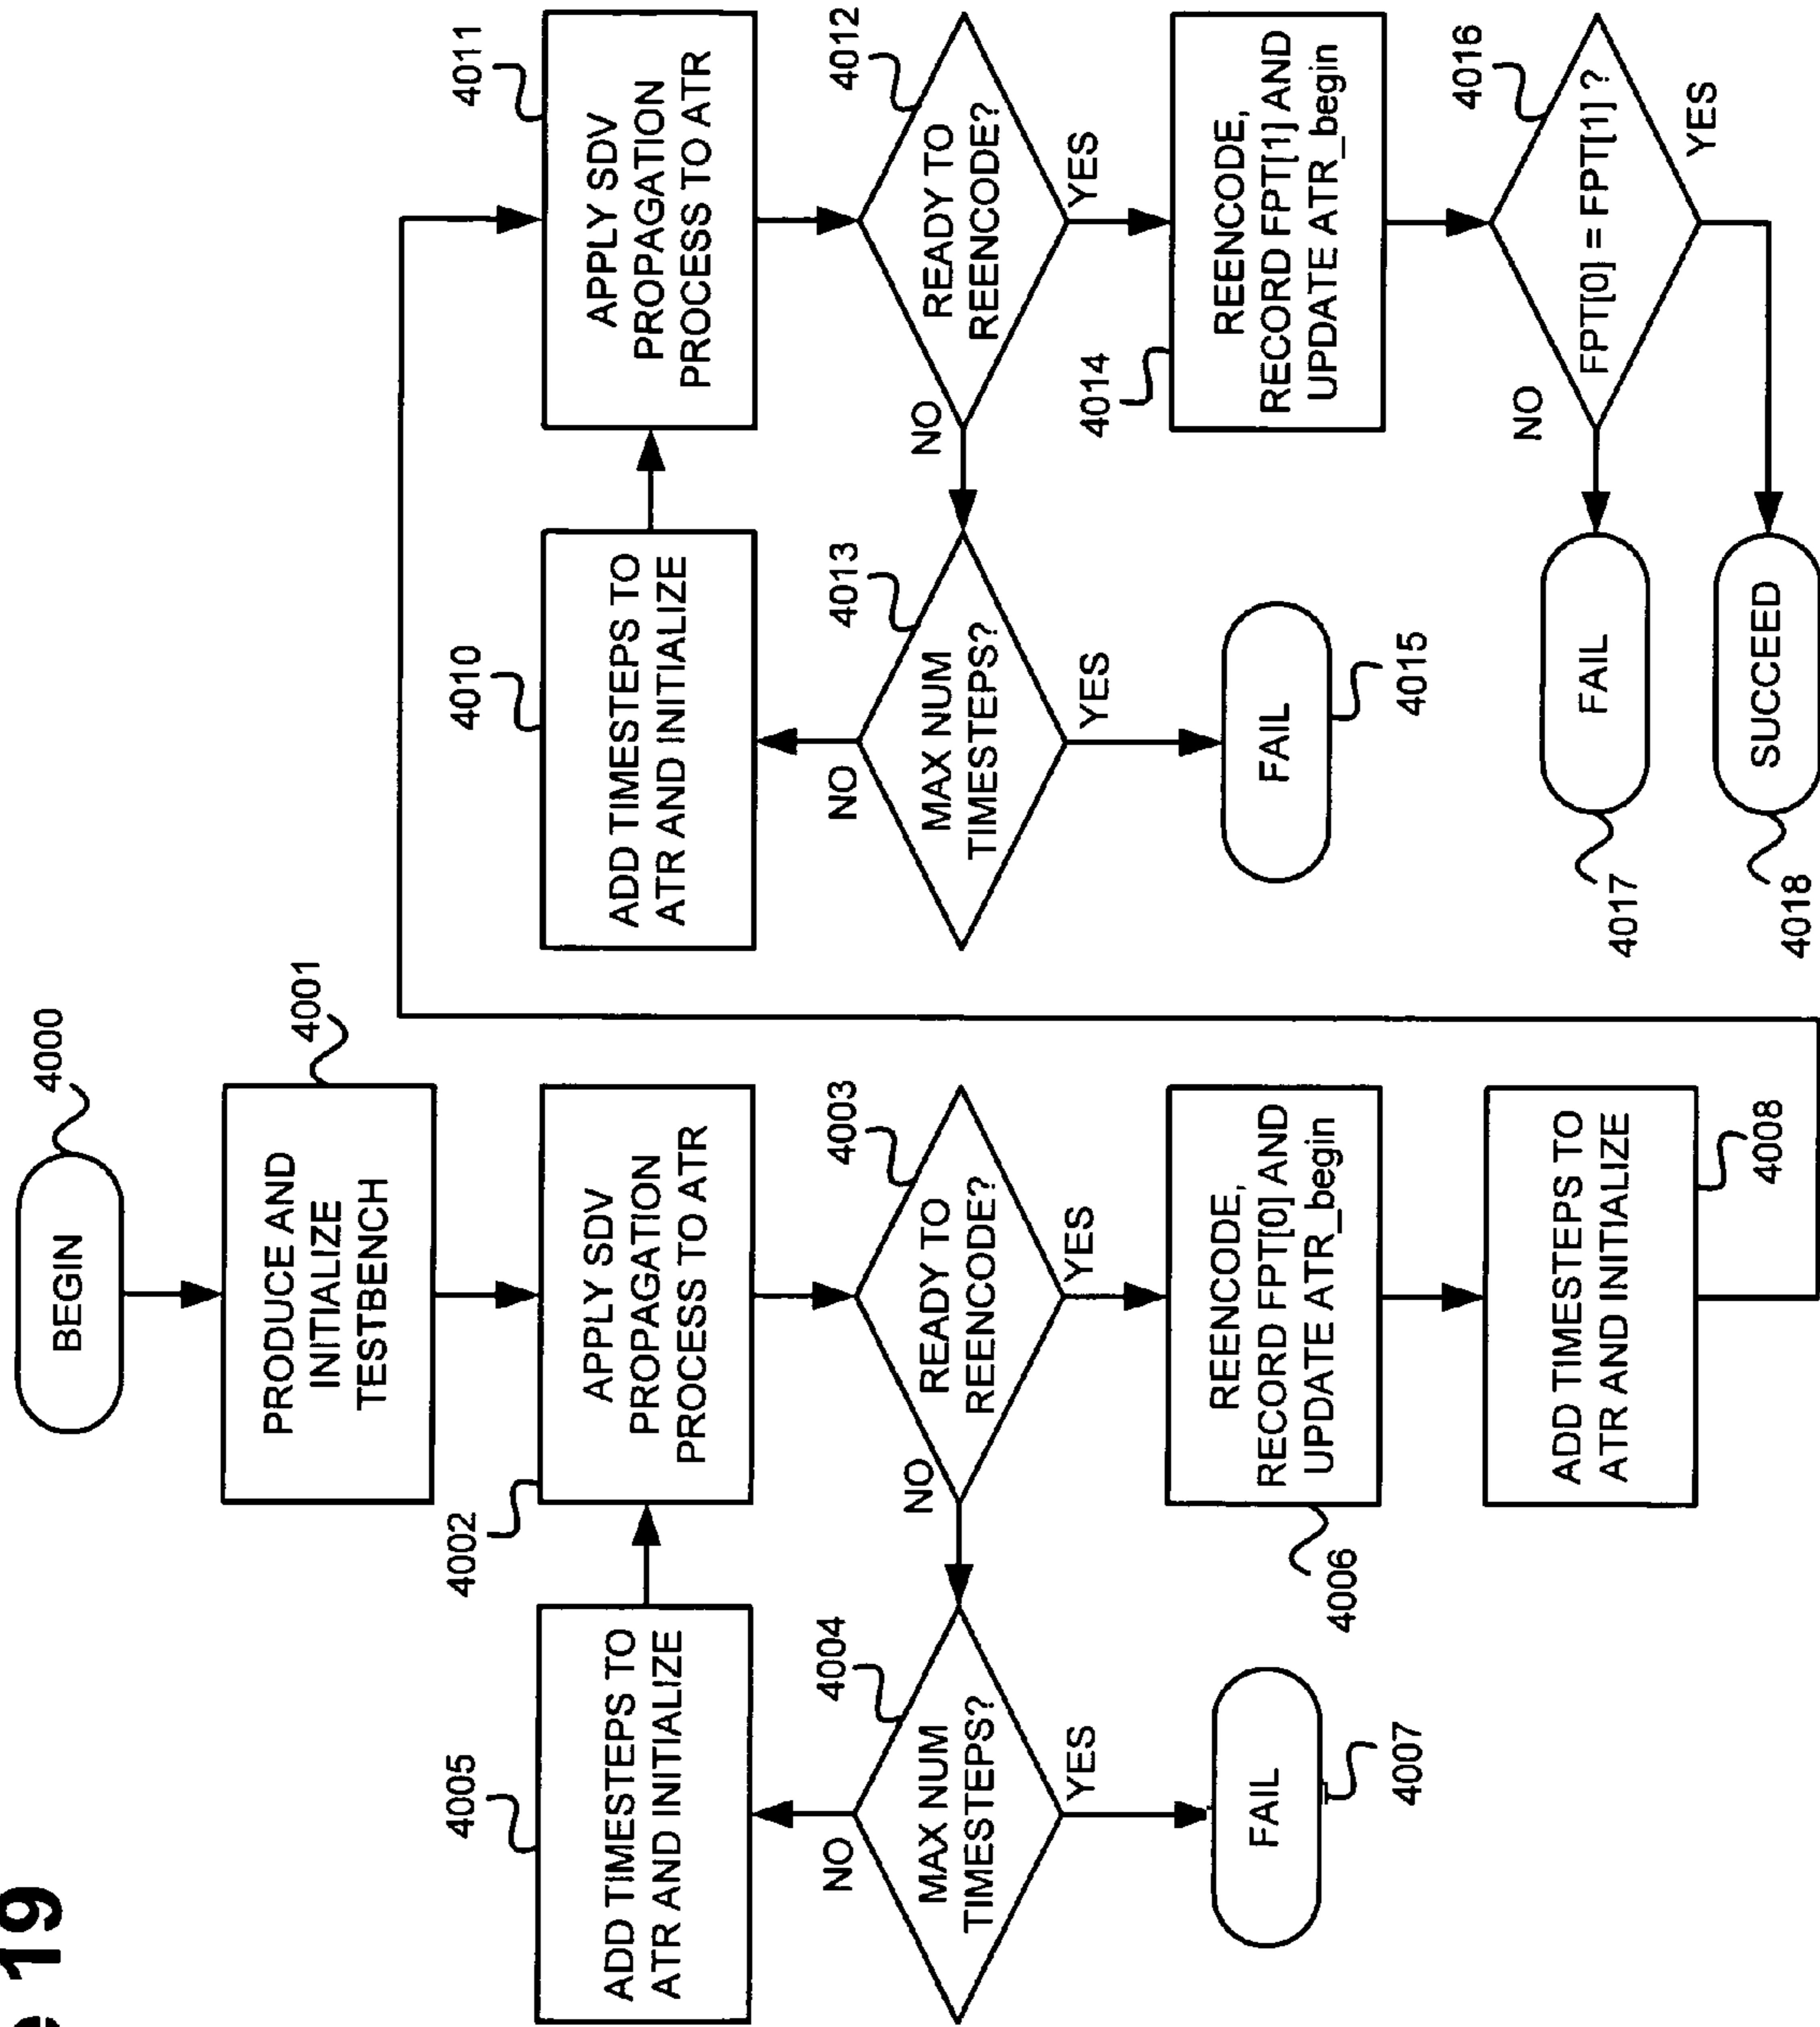 e 19
BEGIN
4000
PRODUCE AND
INITIALIZE
TESTBENCH
4001
4005
ADD TIMESTEPS TO
ATR AND INITIALIZE
4002
APPLY SDV
PROPAGATION
PROCESS TO ATR
4004
MAX NUM
TIMESTEPS?
NO
YES
NO
4003
READY TO
REENCODE?
YES
FAIL
4007
4006
REENCODE,
RECORD FPT[0] AND
UPDATE ATR_begin
ADD TIMESTEPS TO
ATR AND INITIALIZE
4008
4010
ADD TIMESTEPS TO
ATR AND INITIALIZE
4011
APPLY SDV
PROPAGATION
PROCESS TO ATR
4013
MAX NUM
TIMESTEPS?
NO
YES
NO
4012
READY TO
REENCODE?
YES
FAIL
4015
4014
REENCODE,
RECORD FPT[1] AND
UPDATE ATR_begin
4016
FPT[0] = FPT[1] ?
NO
YES
4017
FAIL
4018
SUCCEED